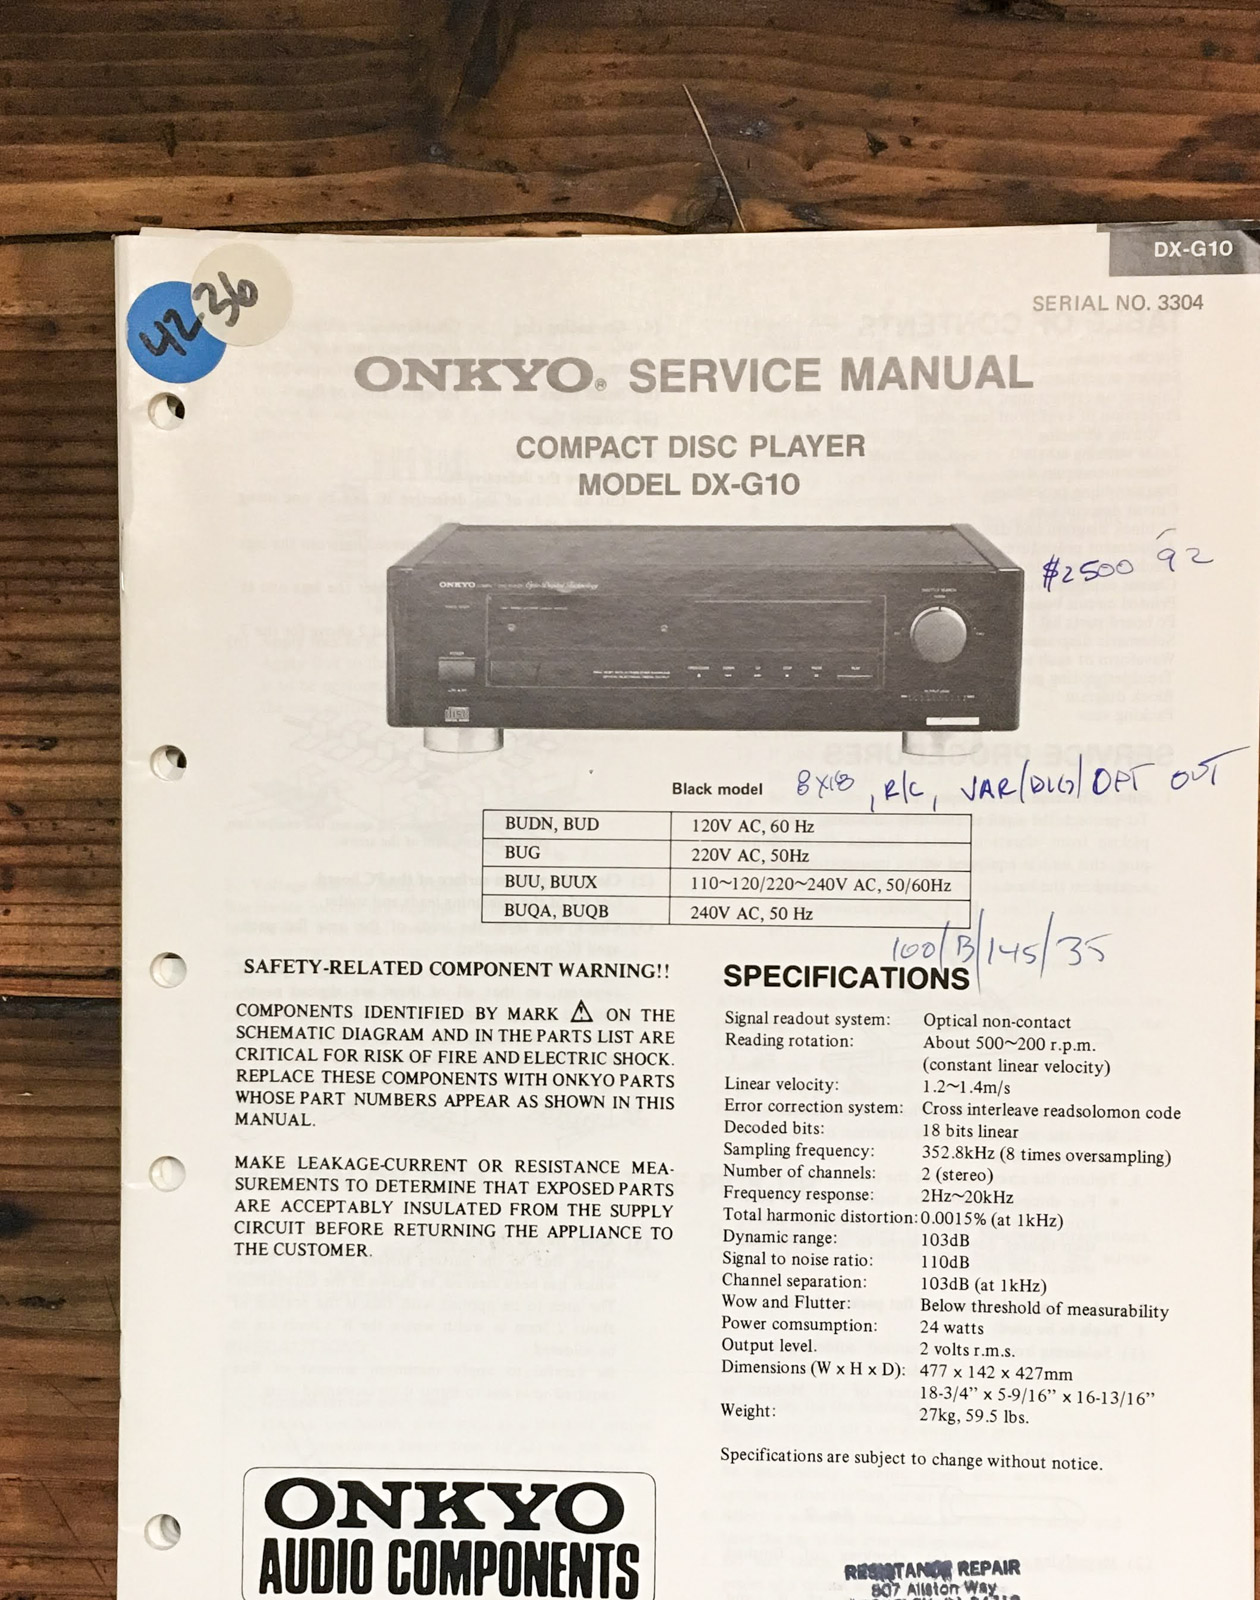 DX-G10
SERIAL NO. 3304
42
36
ONKYO® SERVICE MANUAL
COMPACT DISC PLAYER
MODEL DX-G10
$2500 '92
ONKYO
Black model
8X18, R/C, VAR/DIG/OPT OUT
BUDN, BUD 120V AC, 60 Hz
BUG 220V AC, 50Hz
BUU, BUUX 110~120/220~240V AC, 50/60Hz
BUQA, BUQB 240V AC, 50 Hz
100/B/145/35
SAFETY-RELATED COMPONENT WARNING!!
COMPONENTS IDENTIFIED BY MARK ⚠ ON THE
SCHEMATIC DIAGRAM AND IN THE PARTS LIST ARE
CRITICAL FOR RISK OF FIRE AND ELECTRIC SHOCK.
REPLACE THESE COMPONENTS WITH ONKYO PARTS
WHOSE PART NUMBERS APPEAR AS SHOWN IN THIS
MANUAL.
MAKE LEAKAGE-CURRENT OR RESISTANCE MEA-
SUREMENTS TO DETERMINE THAT EXPOSED PARTS
ARE ACCEPTABLY INSULATED FROM THE SUPPLY
CIRCUIT BEFORE RETURNING THE APPLIANCE TO
THE CUSTOMER.
SPECIFICATIONS
Signal readout system: Optical non-contact
Reading rotation: About 500~200 r.p.m.
(constant linear velocity)
Linear velocity: 1.2~1.4m/s
Error correction system: Cross interleave readsolomon code
Decoded bits: 18 bits linear
Sampling frequency: 352.8kHz (8 times oversampling)
Number of channels: 2 (stereo)
Frequency response: 2Hz~20kHz
Total harmonic distortion: 0.0015% (at 1kHz)
Dynamic range: 103dB
Signal to noise ratio: 110dB
Channel separation: 103dB (at 1kHz)
Wow and Flutter: Below threshold of measurability
Power comsumption: 24 watts
Output level. 2 volts r.m.s.
Dimensions (W x H x D): 477 x 142 x 427mm
18-3/4” x 5-9/16” x 16-13/16”
Weight: 27kg, 59.5 lbs.
Specifications are subject to change without notice.
ONKYO
AUDIO COMPONENTS
RESISTANCE REPAIR
907 Allston Way